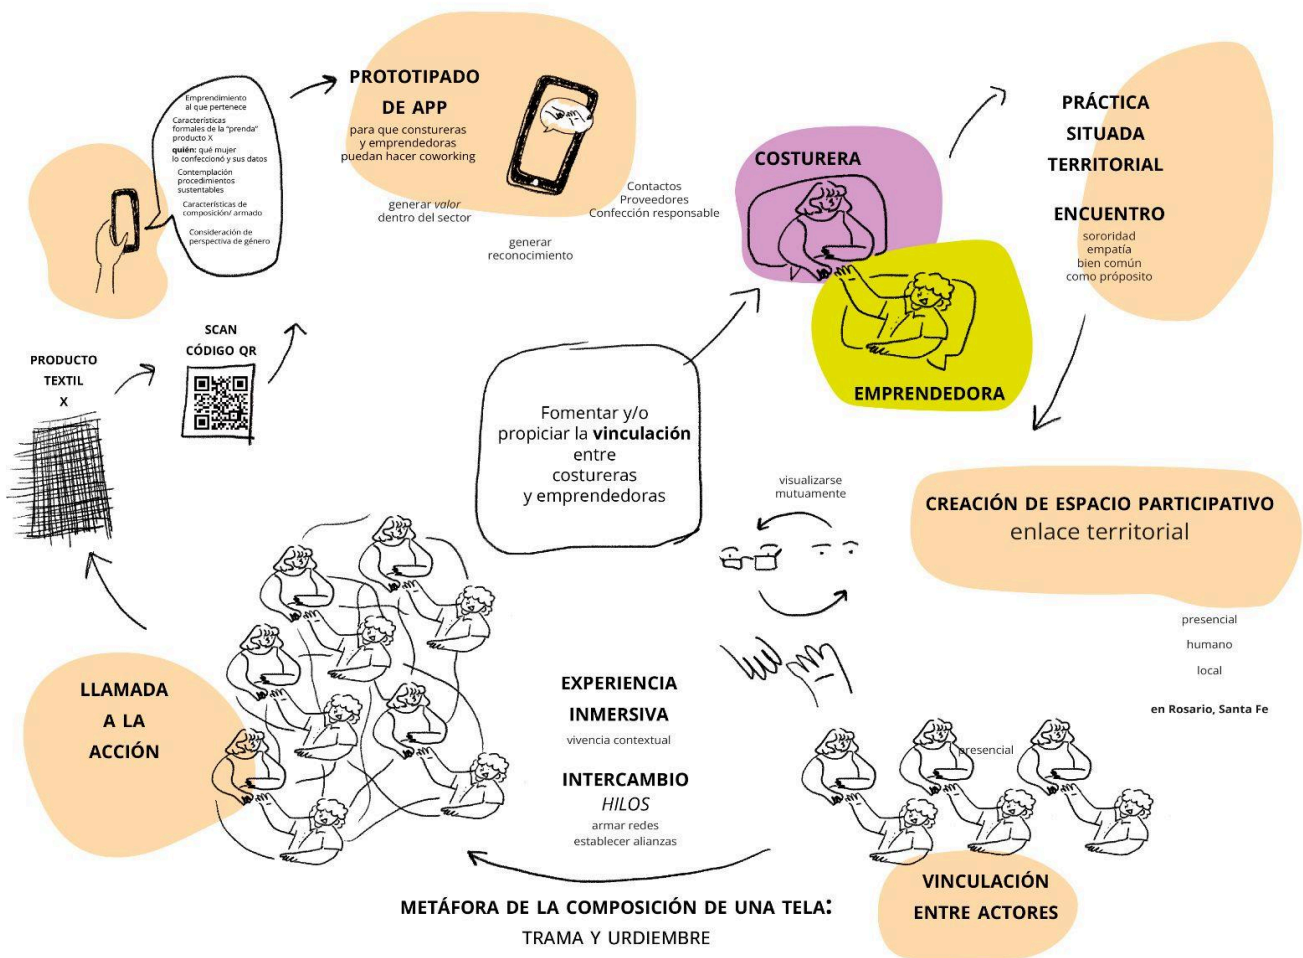 PROTOTIPADO
DE APP
para que constureras
y emprendedoras
puedan hacer coworking
generar valor
dentro del sector
generar
reconocimiento
Contactos
Proveedores
Confección responsable
Emprendimiento
al que pertenece
Características
formales de la "prenda"
producto X
quién: qué mujer
lo confeccionó y sus datos
Contemplación
procedimientos
sustentables
Características de
composición/ armado
Consideración de
perspectiva de género
SCAN
CÓDIGO QR
PRODUCTO
TEXTIL
X
COSTURERA
EMPRENDEDORA
PRÁCTICA
SITUADA
TERRITORIAL
ENCUENTRO
sororidad
empatía
bien común
como próposito
Fomentar y/o
propiciar la vinculación
entre
costureras
y emprendedoras
visualizarse
mutuamente
CREACIÓN DE ESPACIO PARTICIPATIVO
enlace territorial
presencial
humano
local
en Rosario, Santa Fe
LLAMADA
A LA
ACCIÓN
EXPERIENCIA
INMERSIVA
vivencia contextual
INTERCAMBIO
HILOS
armar redes
establecer alianzas
presencial
VINCULACIÓN
ENTRE ACTORES
METÁFORA DE LA COMPOSICIÓN DE UNA TELA:
TRAMA Y URDIEMBRE